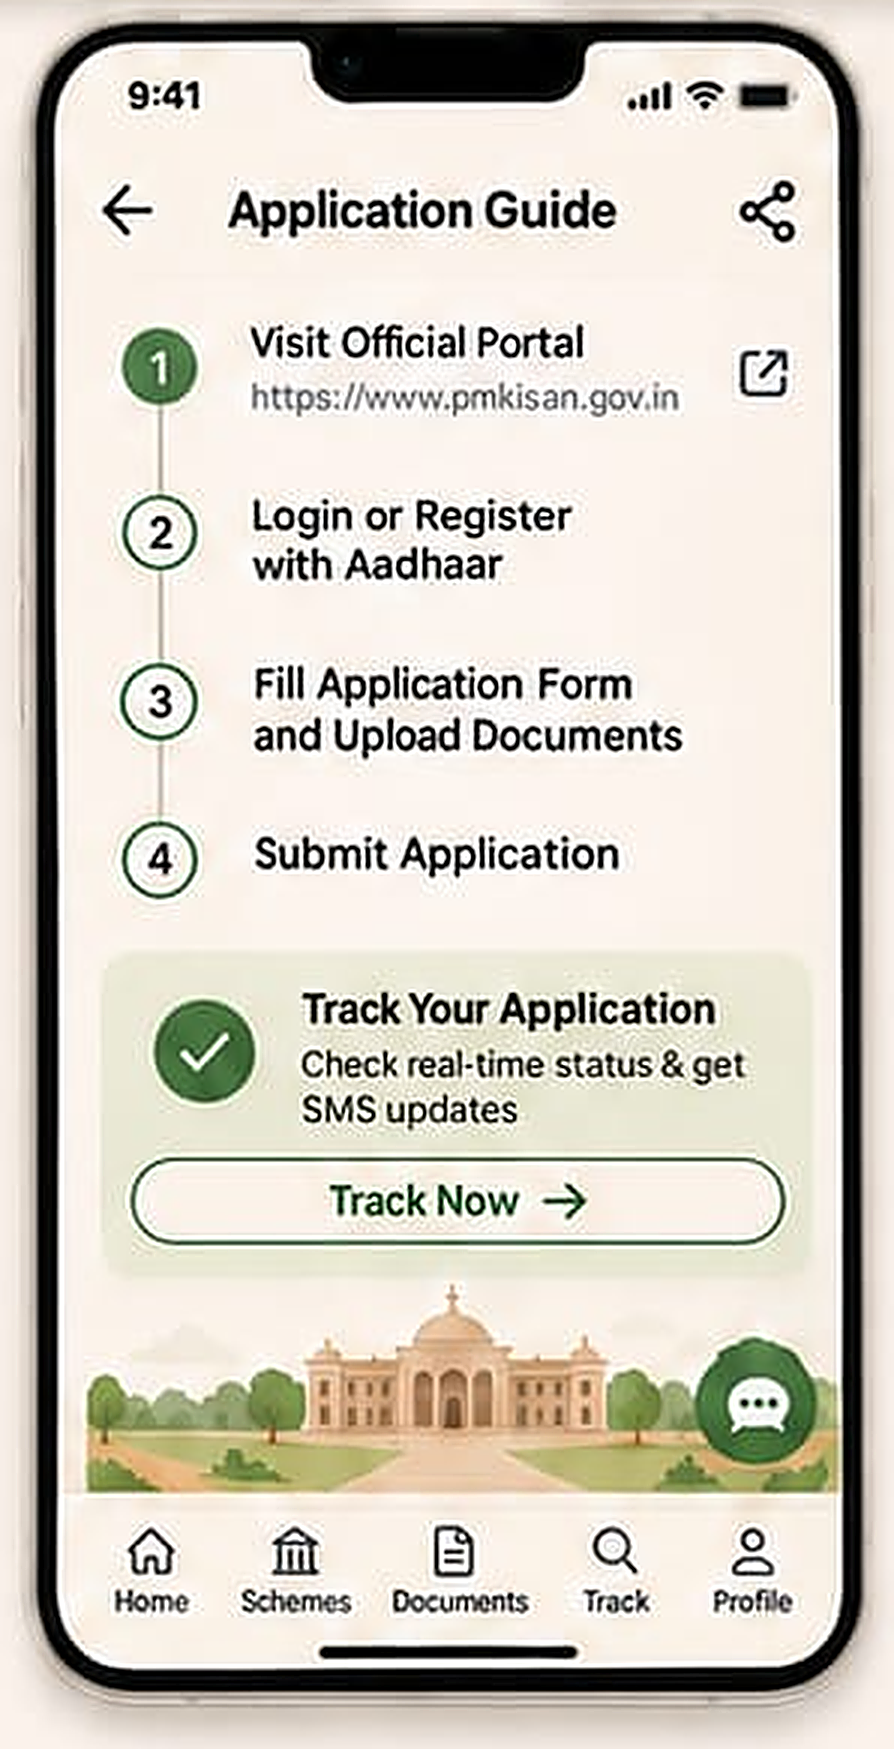 9:41
Application Guide
1
Visit Official Portal
https://www.pmkisan.gov.in
2
Login or Register
with Aadhaar
3
Fill Application Form
and Upload Documents
4
Submit Application
Track Your Application
Check real-time status & get
SMS updates
Track Now →
Home
Schemes
Documents
Track
Profile